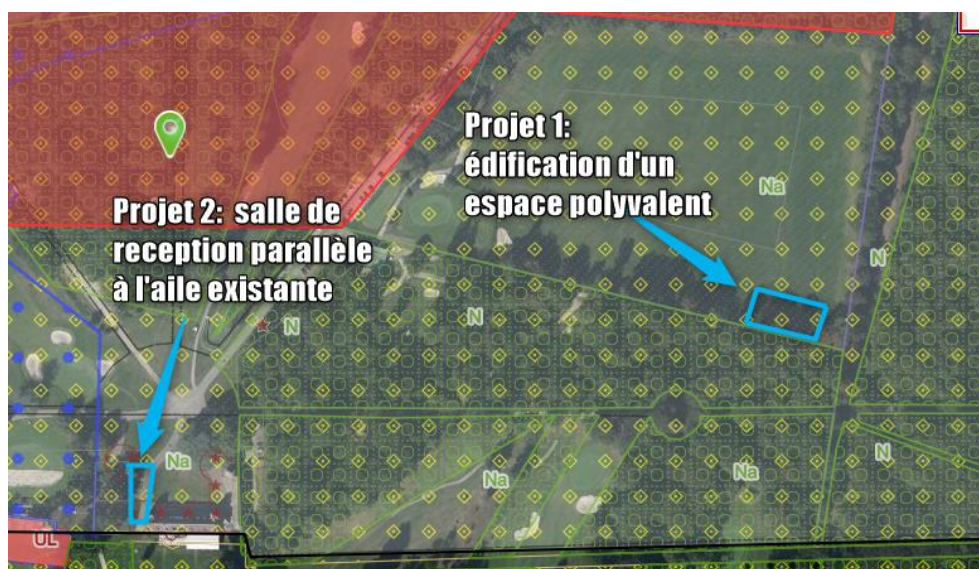 Projet 1:
édification d'un
espace polyvalent
Na
Projet 2: salle de
reception parallèle
à l'aile existante
N
N
N
Na
Na
Na
N
UL